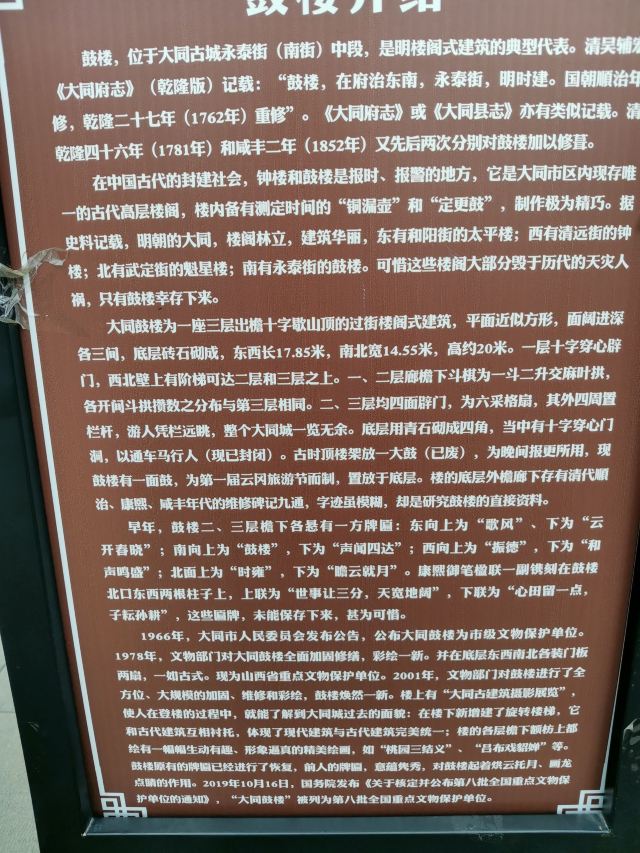 鼓楼介绍
鼓楼，位于大同古城永泰街（南街）中段，是明楼阁式建筑的典型代表。清吴辅宏
《大同府志》（乾隆版）记载：“鼓楼，在府治东南，永泰街，明时建。国朝顺治年
修，乾隆二十七年（1762年）重修”。《大同府志》或《大同县志》亦有类似记载。清
乾隆四十六年（1781年）和咸丰二年（1852年）又先后两次分别对鼓楼加以修葺。
在中国古代的封建社会，钟楼和鼓楼是报时、报警的地方，它是大同市区内现存唯
一的古代高层楼阁，楼内备有测定时间的“铜漏壶”和“定更鼓”，制作极为精巧。据
史料记载，明朝的大同，楼阁林立，建筑华丽，东有和阳街的太平楼；西有清远街的钟
楼；北有武定街的魁星楼；南有永泰街的鼓楼。可惜这些楼阁大部分毁于历代的天灾人
祸，只有鼓楼幸存下来。
大同鼓楼为一座三层出檐十字歇山顶的过街楼阁式建筑，平面近似方形，面阔进深
各三间，底层砖石砌成，东西长17.85米，南北宽14.55米，高约20米。一层十字穿心辟
门，西北壁上有阶梯可达二层和三层之上。一、二层廊檐下斗栱为一斗二升交麻叶拱，
各开间斗拱攒数之分布与第三层相同。二、三层均四面辟门，为六采格扇，其外四周置
栏杆，游人凭栏远眺，整个大同城一览无余。底层用青石砌成四角，当中有十字穿心门
洞，以通车马行人（现已封闭）。古时顶楼架放一大鼓（已废），为晚间报更所用，现
鼓楼有一面鼓，为第一届云冈旅游节而制，置放于底层。楼的底层外檐廊下存有清代顺
治、康熙、咸丰年代的维修碑记九通，字迹虽模糊，却是研究鼓楼的直接资料。
早年，鼓楼二、三层檐下各悬有一方牌匾：东向上为“歌风”、下为“云
开春晓”；南向上为“鼓楼”，下为“声闻四达”；西向上为“振德”，下为“和
声鸣盛”；北面上为“时雍”，下为“瞻云就月”。康熙御笔楹联一副镌刻在鼓楼
北口东西两根柱子上，上联为“世事让三分，天宽地阔”，下联为“心田留一点，
子耘孙耕”，这些匾牌，未能保存下来，甚为可惜。
1966年，大同市人民委员会发布公告，公布大同鼓楼为市级文物保护单位。
1978年，文物部门对大同鼓楼全面加固修缮，彩绘一新。并在底层东西南北各装门板
两扇，一如古式。现为山西省重点文物保护单位。2001年，文物部门对鼓楼进行了全
方位、大规模的加固、维修和彩绘，鼓楼焕然一新。楼上有“大同古建筑摄影展览”，
使人在登楼的过程中，就能了解到大同城过去的面貌：在楼下新增建了旋转楼梯，它
和古代建筑互相衬托，体现了现代建筑与古代建筑完美统一；楼的各层檐下额枋上都
绘有一幅幅生动有趣、形象逼真的精美绘画，如“桃园三结义”、“吕布戏貂婵”等。
鼓楼原有的牌匾已经进行了恢复，前人的牌匾，意蕴隽秀，对鼓楼起着烘云托月、画龙
点睛的作用。2019年10月16日，国务院发布《关于核定并公布第八批全国重点文物保
护单位的通知》，“大同鼓楼”被列为第八批全国重点文物保护单位。